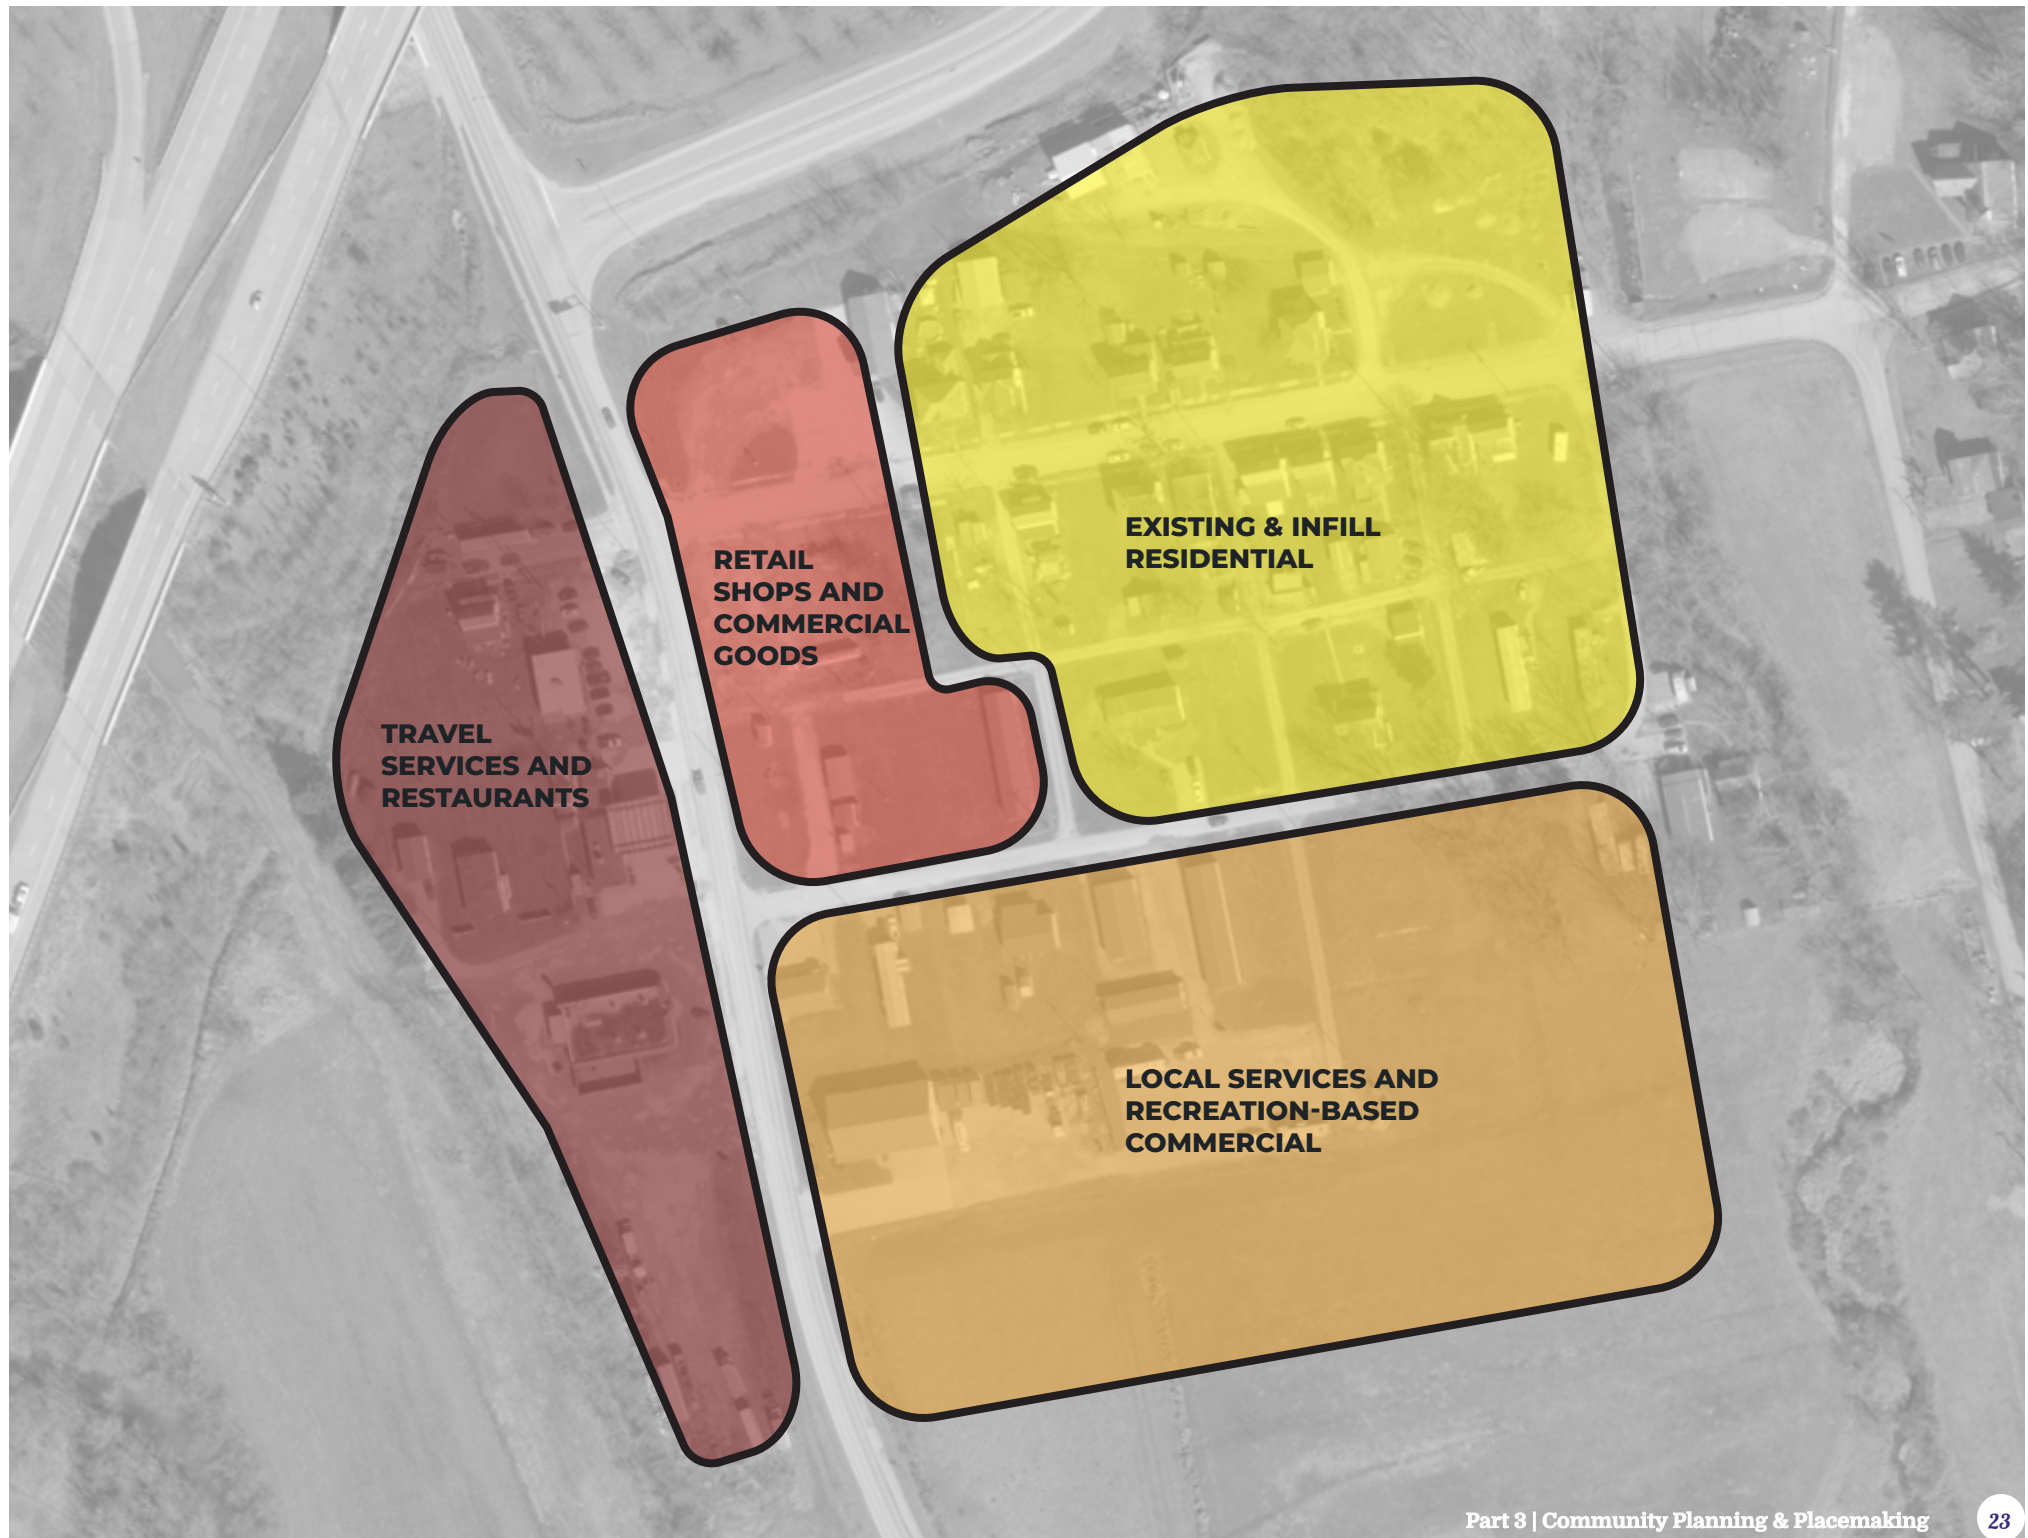 EXISTING & INFILL
RESIDENTIAL
RETAIL
SHOPS AND
COMMERCIAL
GOODS
TRAVEL
SERVICES AND
RESTAURANTS
LOCAL SERVICES AND
RECREATION-BASED
COMMERCIAL
Part 3 | Community Planning & Placemaking
23